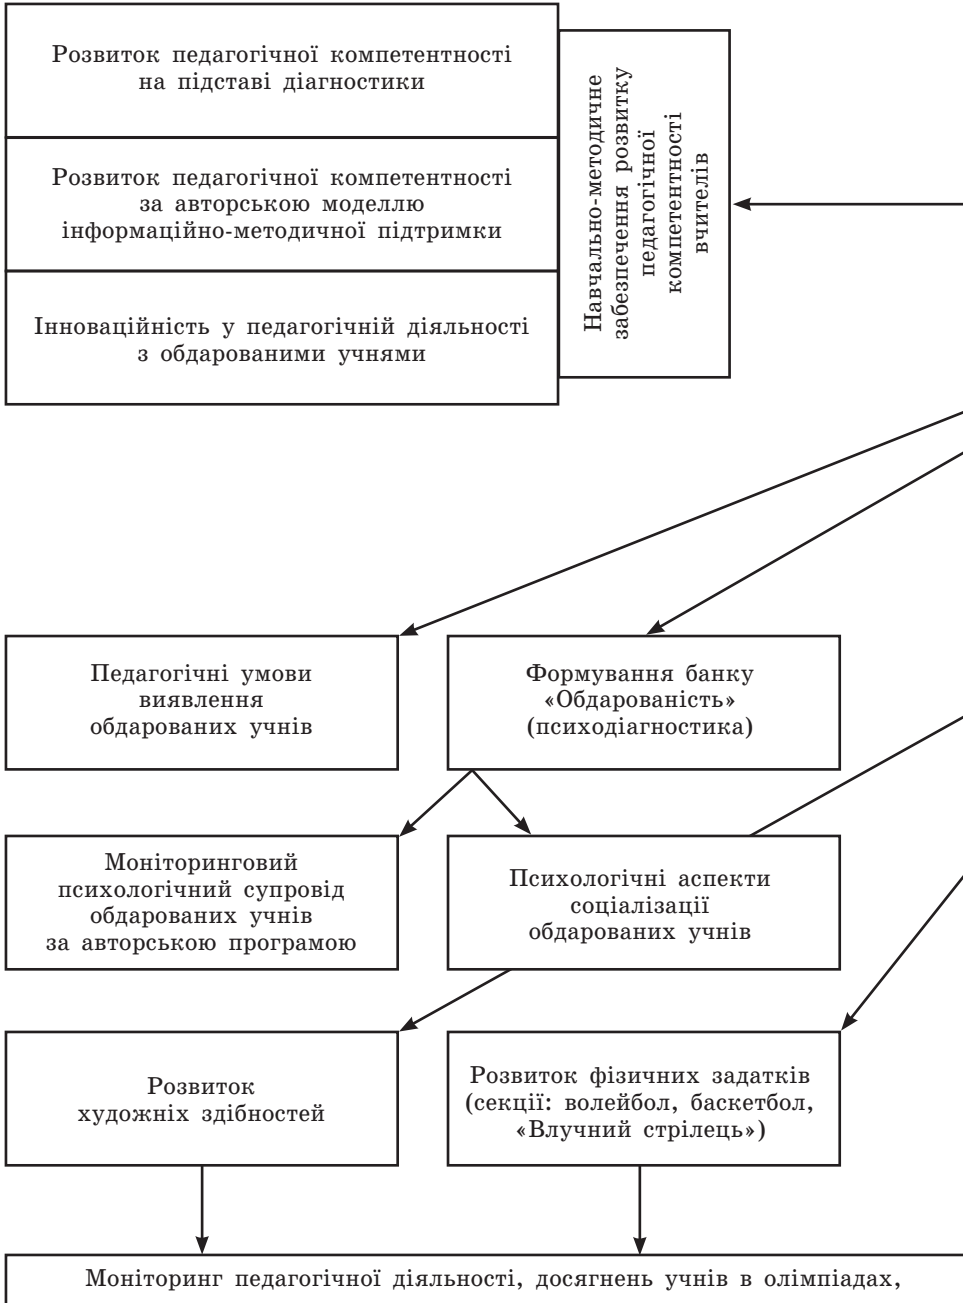 Розвиток педагогічної компетентності
на підставі діагностики
Розвиток педагогічної компетентності
за авторською моделлю
інформаційно-методичної підтримки
Інноваційність у педагогічній діяльності
з обдарованими учнями
Навчально-методичне
забезпечення розвитку
педагогічної
компетентності
вчителів
Педагогічні умови
виявлення
обдарованих учнів
Формування банку
«Обдарованість»
(психодіагностика)
Моніторинговий
психологічний супровід
обдарованих учнів
за авторською програмою
Психологічні аспекти
соціалізації
обдарованих учнів
Розвиток
художніх здібностей
Розвиток фізичних задатків
(секції: волейбол, баскетбол,
«Влучний стрілець»)
Моніторинг педагогічної діяльності, досягнень учнів в олімпіадах,